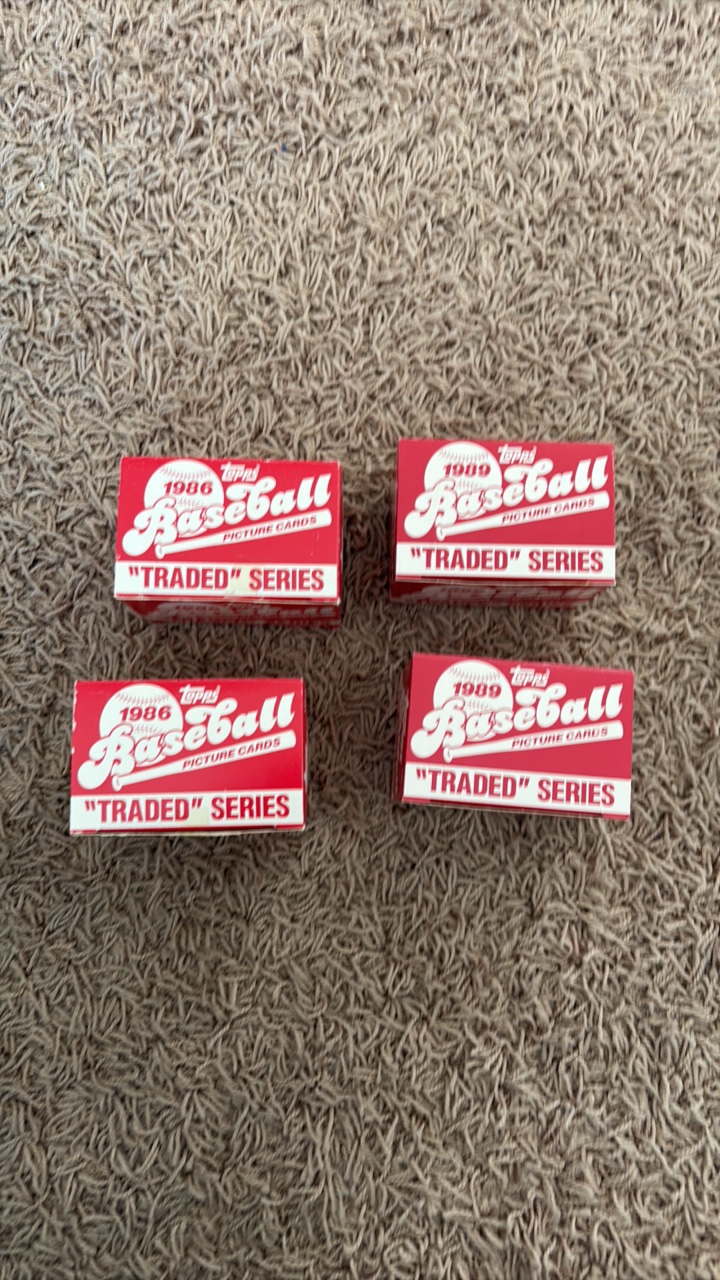 topps
1986
Baseball
PICTURE CARDS
"TRADED" SERIES
topps
1989
Baseball
PICTURE CARDS
"TRADED" SERIES
topps
1986
Baseball
PICTURE CARDS
"TRADED" SERIES
topps
1989
Baseball
PICTURE CARDS
"TRADED" SERIES